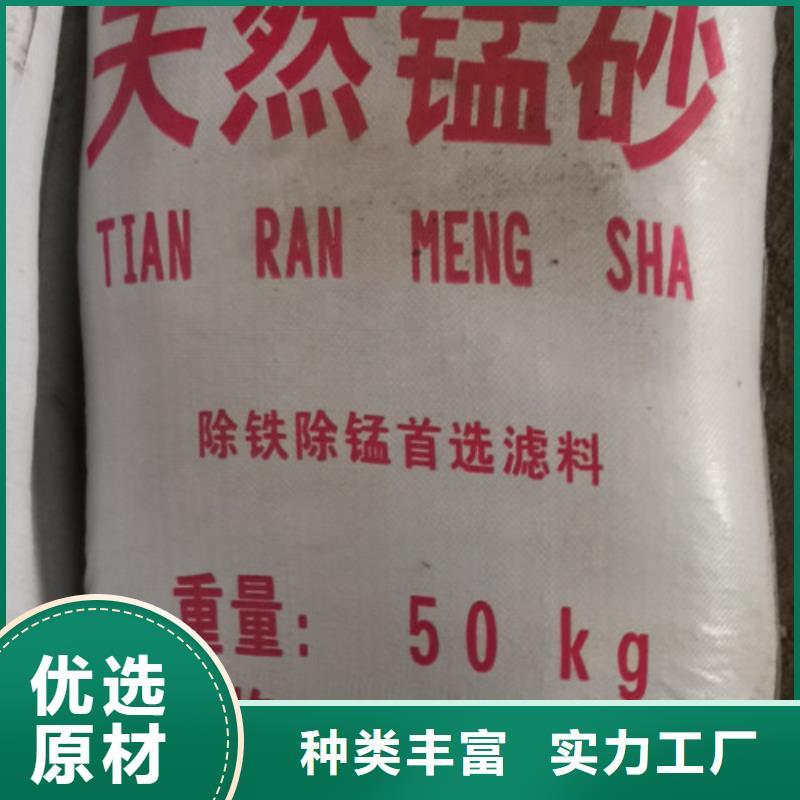 天然锰砂
TIAN RAN MENG SHA
除铁除锰首选滤料
重量: 50 kg
优选
原材
种类丰富 实力工厂